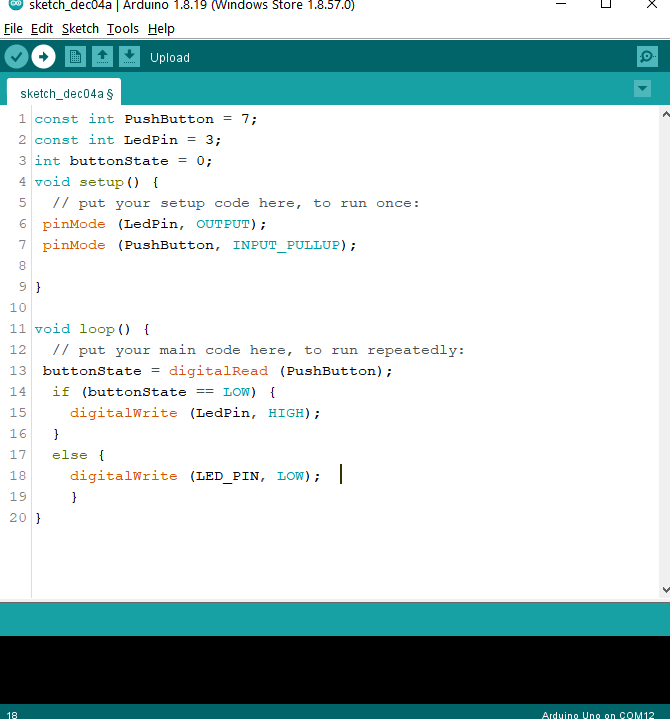 sketch_dec04a | Arduino 1.8.19 (Windows Store 1.8.57.0)
File Edit Sketch Tools Help
Upload
sketch_dec04a §
1 const int PushButton = 7;
2 const int LedPin = 3;
3 int buttonState = 0;
4 void setup() {
5 // put your setup code here, to run once:
6 pinMode (LedPin, OUTPUT);
7 pinMode (PushButton, INPUT_PULLUP);
8
9 }
10
11 void loop() {
12 // put your main code here, to run repeatedly:
13 buttonState = digitalRead (PushButton);
14 if (buttonState == LOW) {
15 digitalWrite (LedPin, HIGH);
16 }
17 else {
18 digitalWrite (LED_PIN, LOW);
19 }
20 }
18 Arduino Uno on COM12